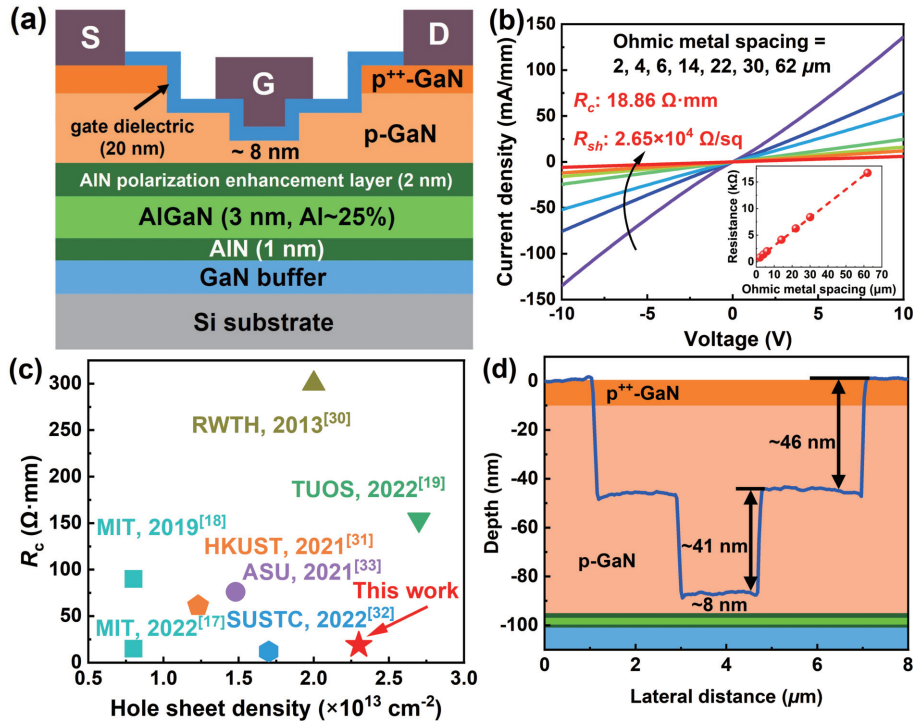 (a)
S
D
G
p++-GaN
gate dielectric
(20 nm)
~ 8 nm
p-GaN
AlN polarization enhancement layer (2 nm)
AlGaN (3 nm, Al~25%)
AlN (1 nm)
GaN buffer
Si substrate
(b)
Ohmic metal spacing =
2, 4, 6, 14, 22, 30, 62 μm
Rc: 18.86 Ω·mm
Rsh: 2.65×10⁴ Ω/sq
Current density (mA/mm)
150
100
50
0
-50
-100
-150
-10
-5
0
5
10
Voltage (V)
Resistance (kΩ)
18
12
6
0
0 10 20 30 40 50 60 70
Ohmic metal spacing (μm)
(c)
Rc (Ω·mm)
300
250
200
150
100
50
0
RWTH, 2013[30]
TUOS, 2022[19]
MIT, 2019[18]
HKUST, 2021[31]
ASU, 2021[33]
This work
MIT, 2022[17]
SUSTC, 2022[32]
0.5 1.0 1.5 2.0 2.5 3.0
Hole sheet density (×10¹³ cm⁻²)
(d)
Depth (nm)
0
-20
-40
-60
-80
-100
-120
p++-GaN
~46 nm
~41 nm
p-GaN
~8 nm
0 2 4 6 8
Lateral distance (μm)